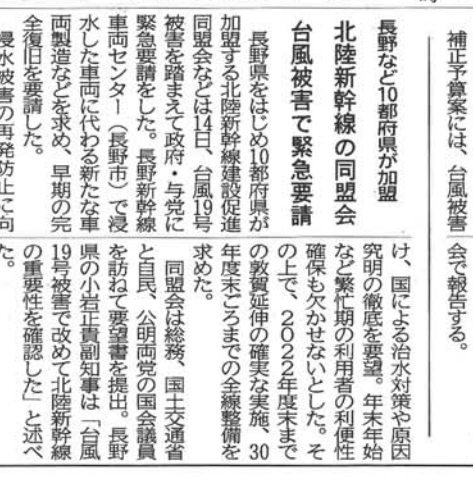 補正予算案には、台風被害
会で報告する。
長野など10都府県が加盟
北陸新幹線の同盟会
台風被害で緊急要請
長野県をはじめ10都府県が
加盟する北陸新幹線建設促進
同盟会などは14日、台風19号
被害を踏まえて政府・与党に
緊急要請をした。長野新幹線
車両センター（長野市）で浸
水した車両に代わる新たな車
両製造などを求め、早期の完
全復旧を要請した。
浸水被害の再発防止に向
け、国による治水対策や原因
究明の徹底を要望。年末年始
など繁忙期の利用者の利便性
確保も欠かせないとした。そ
の上で、2022年度末まで
の敦賀延伸の確実な実施、30
年度末ごろまでの全線整備を
求めた。
同盟会は総務、国土交通省
と自民、公明両党の国会議員
を訪ねて要望書を提出。長野
県の小岩正貴副知事は「台風
19号被害で改めて北陸新幹線
の重要性を確認した」と述べ
た。